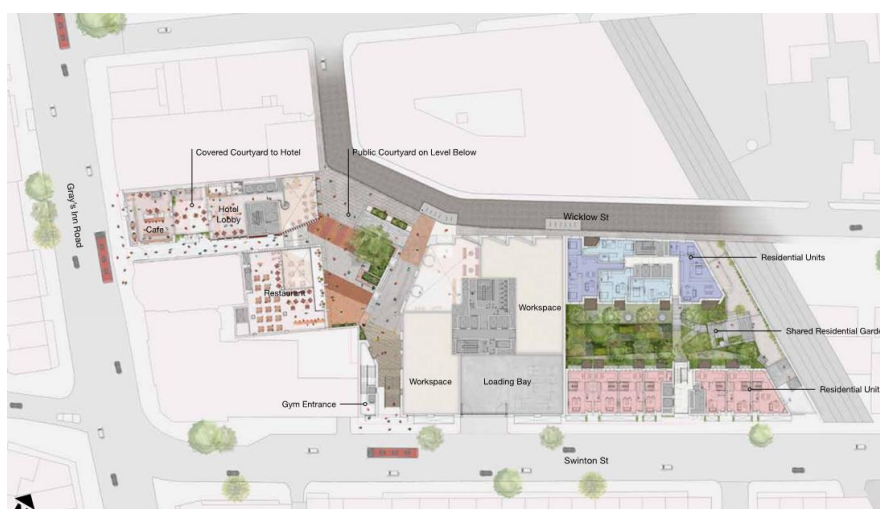 Covered Courtyard to Hotel
Public Courtyard on Level Below
Gray's Inn Road
Hotel
Lobby
Cafe
Wicklow St
Residential Units
Restaurant
Workspace
Shared Residential Garde
Workspace
Loading Bay
Residential Unit
Gym Entrance
Swinton St